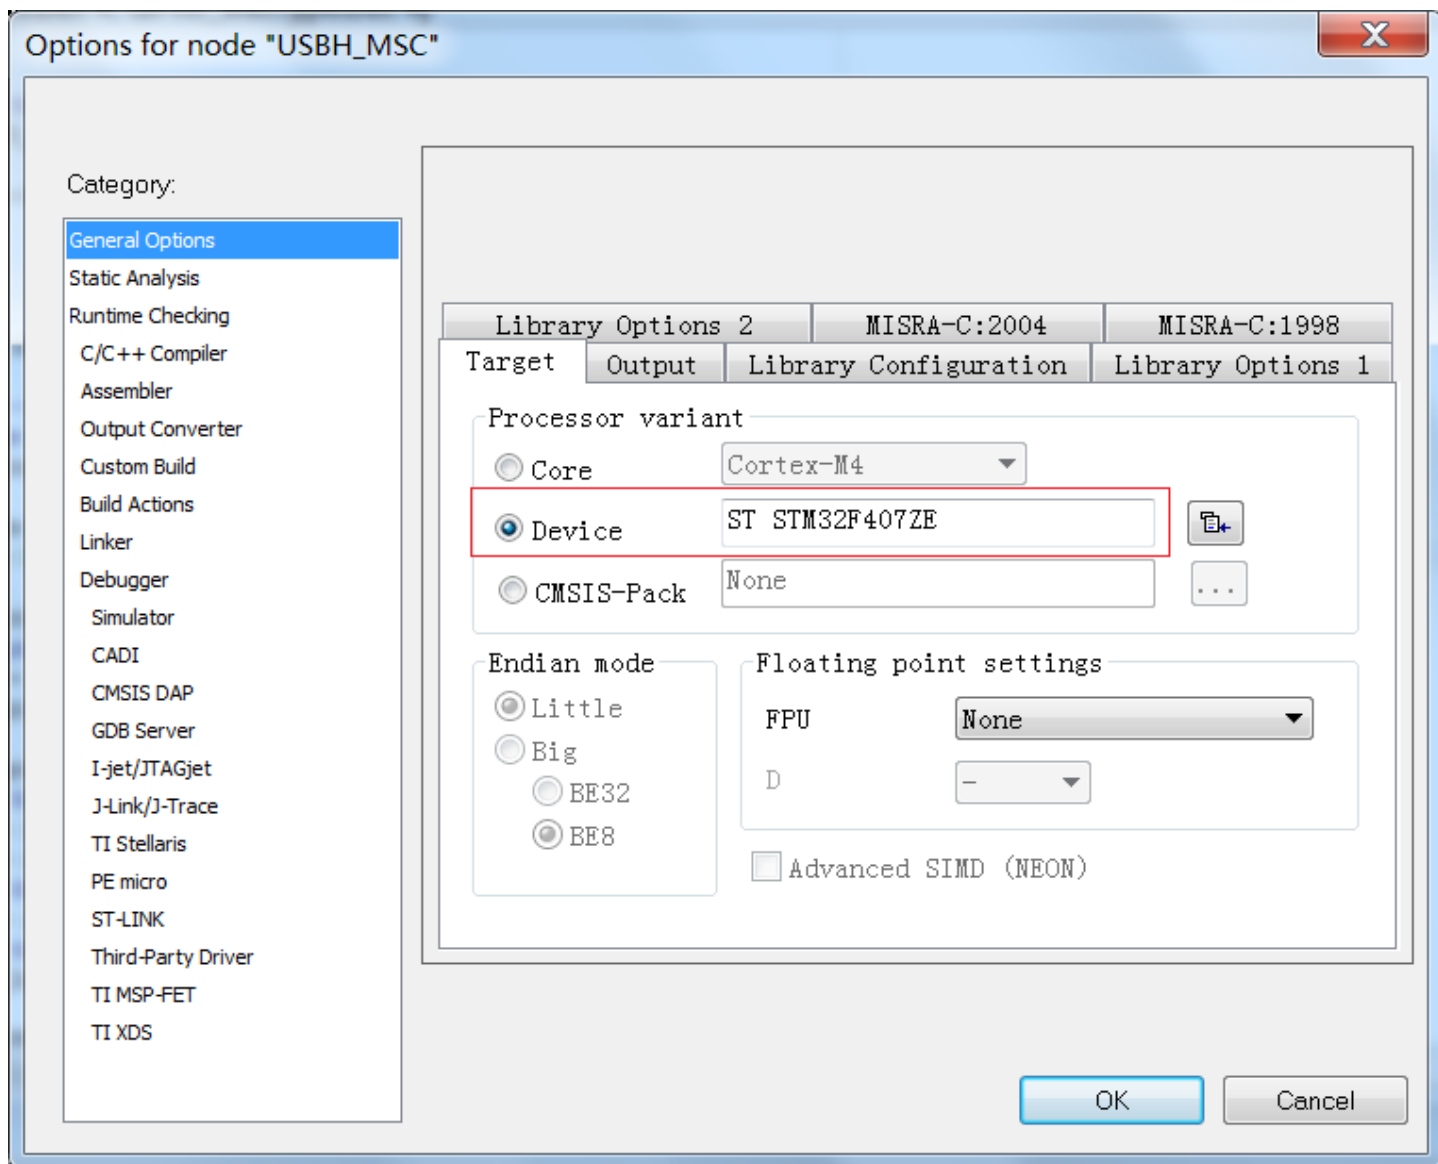 Options for node "USBH_MSC"
Category:
General Options
Static Analysis
Runtime Checking
C/C++ Compiler
Assembler
Output Converter
Custom Build
Build Actions
Linker
Debugger
Simulator
CADI
CMSIS DAP
GDB Server
I-jet/JTAGjet
J-Link/J-Trace
TI Stellaris
PE micro
ST-LINK
Third-Party Driver
TI MSP-FET
TI XDS
Library Options 2 MISRA-C:2004 MISRA-C:1998
Target Output Library Configuration Library Options 1
Processor variant
Core Cortex-M4
Device ST STM32F407ZE
CMSIS-Pack None ...
Endian mode
Little
Big
BE32
BE8
Floating point settings
FPU None
D -
Advanced SIMD (NEON)
OK Cancel